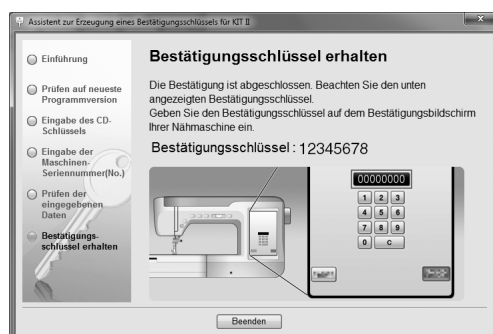 Assistent zur Erzeugung eines Bestätigungsschlüssels für KIT II
Einführung
Prüfen auf neueste
Programmversion
Eingabe des CD-
Schlüssels
Eingabe der
Maschinen-
Seriennummer(No.)
Prüfen der
eingegebenen
Daten
Bestätigungs-
schlüssel erhalten
Bestätigungsschlüssel erhalten
Die Bestätigung ist abgeschlossen. Beachten Sie den unten
angezeigten Bestätigungsschlüssel.
Geben Sie den Bestätigungsschlüssel auf dem Bestätigungsbildschirm
Ihrer Nähmaschine ein.
Bestätigungsschlüssel : 12345678
00000000
1 2 3
4 5 6
7 8 9
0 C
Beenden